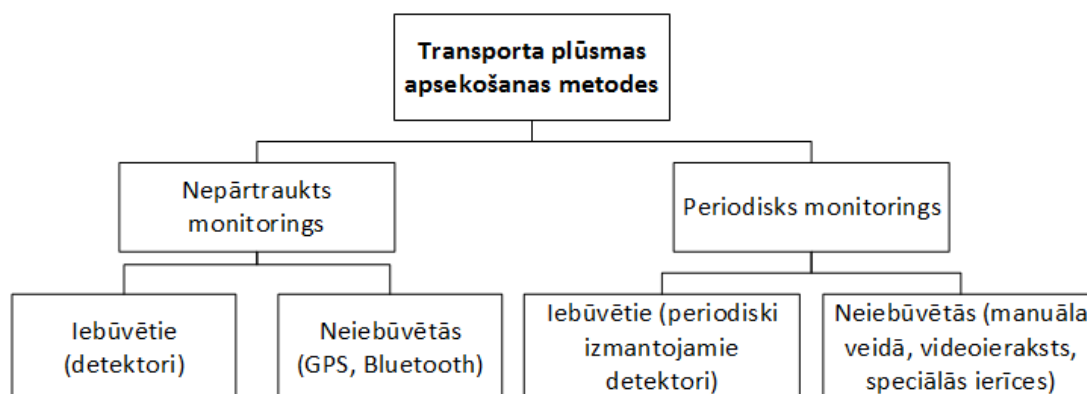 Transporta plūsmas
apsekošanas metodes
Nepārtraukts
monitorings
Periodisks monitorings
Iebūvētie
(detektori)
Neiebūvētās
(GPS, Bluetooth)
Iebūvētie (periodiski
izmantojamie
detektori)
Neiebūvētās (manuāla
veidā, videoieraksts,
speciālās ierīces)